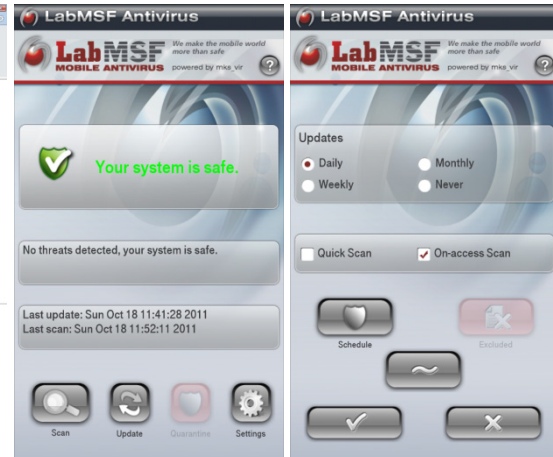 LabMSF Antivirus
LabMSF
MOBILE ANTIVIRUS
We make the mobile world
more than safe
powered by mks_vir
?
Your system is safe.
No threats detected, your system is safe.
Last update: Sun Oct 18 11:41:28 2011
Last scan: Sun Oct 18 11:52:11 2011
Scan
Update
Quarantine
Settings
LabMSF Antivirus
LabMSF
MOBILE ANTIVIRUS
We make the mobile world
more than safe
powered by mks_vir
?
Updates
Daily
Monthly
Weekly
Never
Quick Scan
On-access Scan
Schedule
Excluded